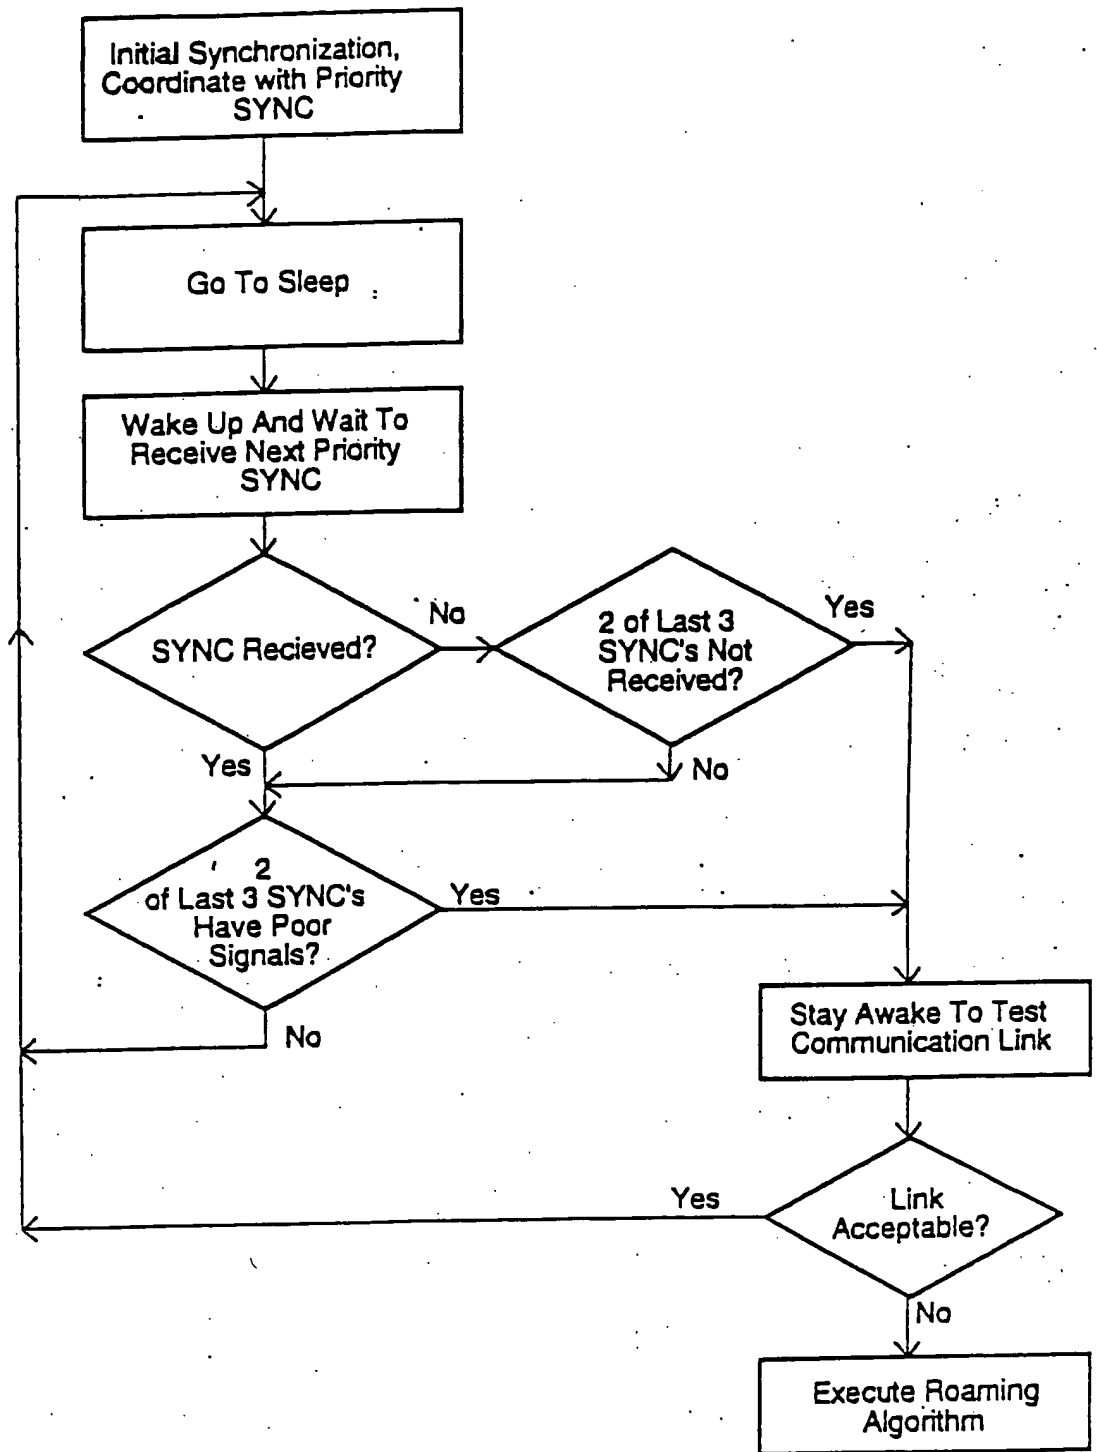 Initial Synchronization,
Coordinate with Priority
SYNC
Go To Sleep
Wake Up And Wait To
Receive Next Priority
SYNC
SYNC Recieved?
No
2 of Last 3
SYNC's Not
Received?
Yes
Yes
No
2
of Last 3 SYNC's
Have Poor
Signals?
Yes
No
Stay Awake To Test
Communication Link
Link
Acceptable?
Yes
No
Execute Roaming
Algorithm